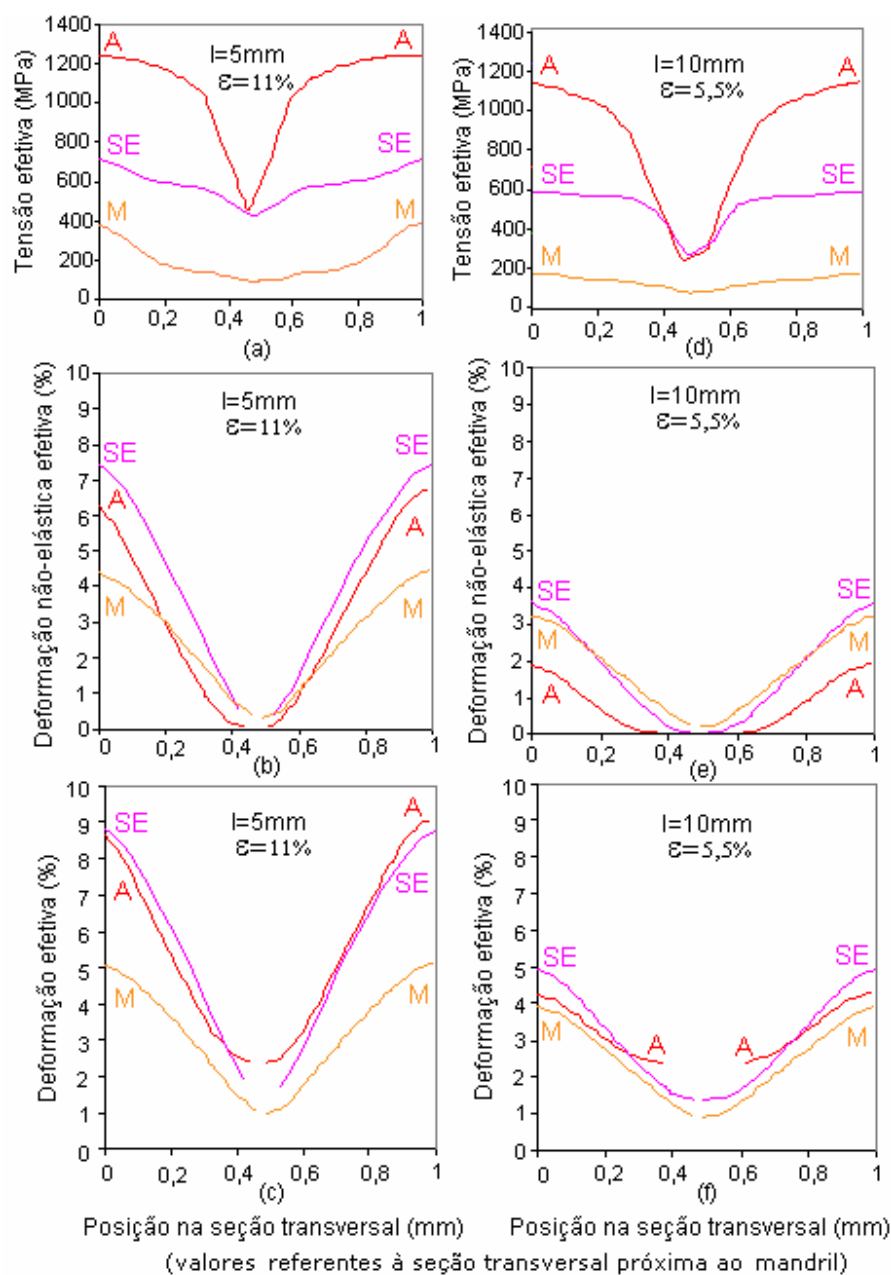 Tensão efetiva (MPa)
1400
1200
1000
800
600
400
200
0
A
A
l=5mm
ε=11%
SE
SE
M
M
0 0,2 0,4 0,6 0,8 1
(a)
Tensão efetiva (MPa)
1400
1200
1000
800
600
400
200
0
A
A
l=10mm
ε=5,5%
SE
SE
M
M
0 0,2 0,4 0,6 0,8 1
(d)
Deformação não-elástica efetiva (%)
10
9
8
7
6
5
4
3
2
1
0
l=5mm
ε=11%
SE
SE
A
A
M
M
0 0,2 0,4 0,6 0,8 1
(b)
Deformação não-elástica efetiva (%)
10
9
8
7
6
5
4
3
2
1
0
l=10mm
ε=5,5%
SE
SE
M
M
A
A
0 0,2 0,4 0,6 0,8 1
(e)
Deformação efetiva (%)
10
9
8
7
6
5
4
3
2
1
0
l=5mm
ε=11%
SE
A
A
SE
M
M
0 0,2 0,4 0,6 0,8 1
(c)
Deformação efetiva (%)
10
9
8
7
6
5
4
3
2
1
0
l=10mm
ε=5,5%
SE
SE
A
A
M
M
0 0,2 0,4 0,6 0,8 1
(f)
Posição na seção transversal (mm)
Posição na seção transversal (mm)
(valores referentes à seção transversal próxima ao mandril)